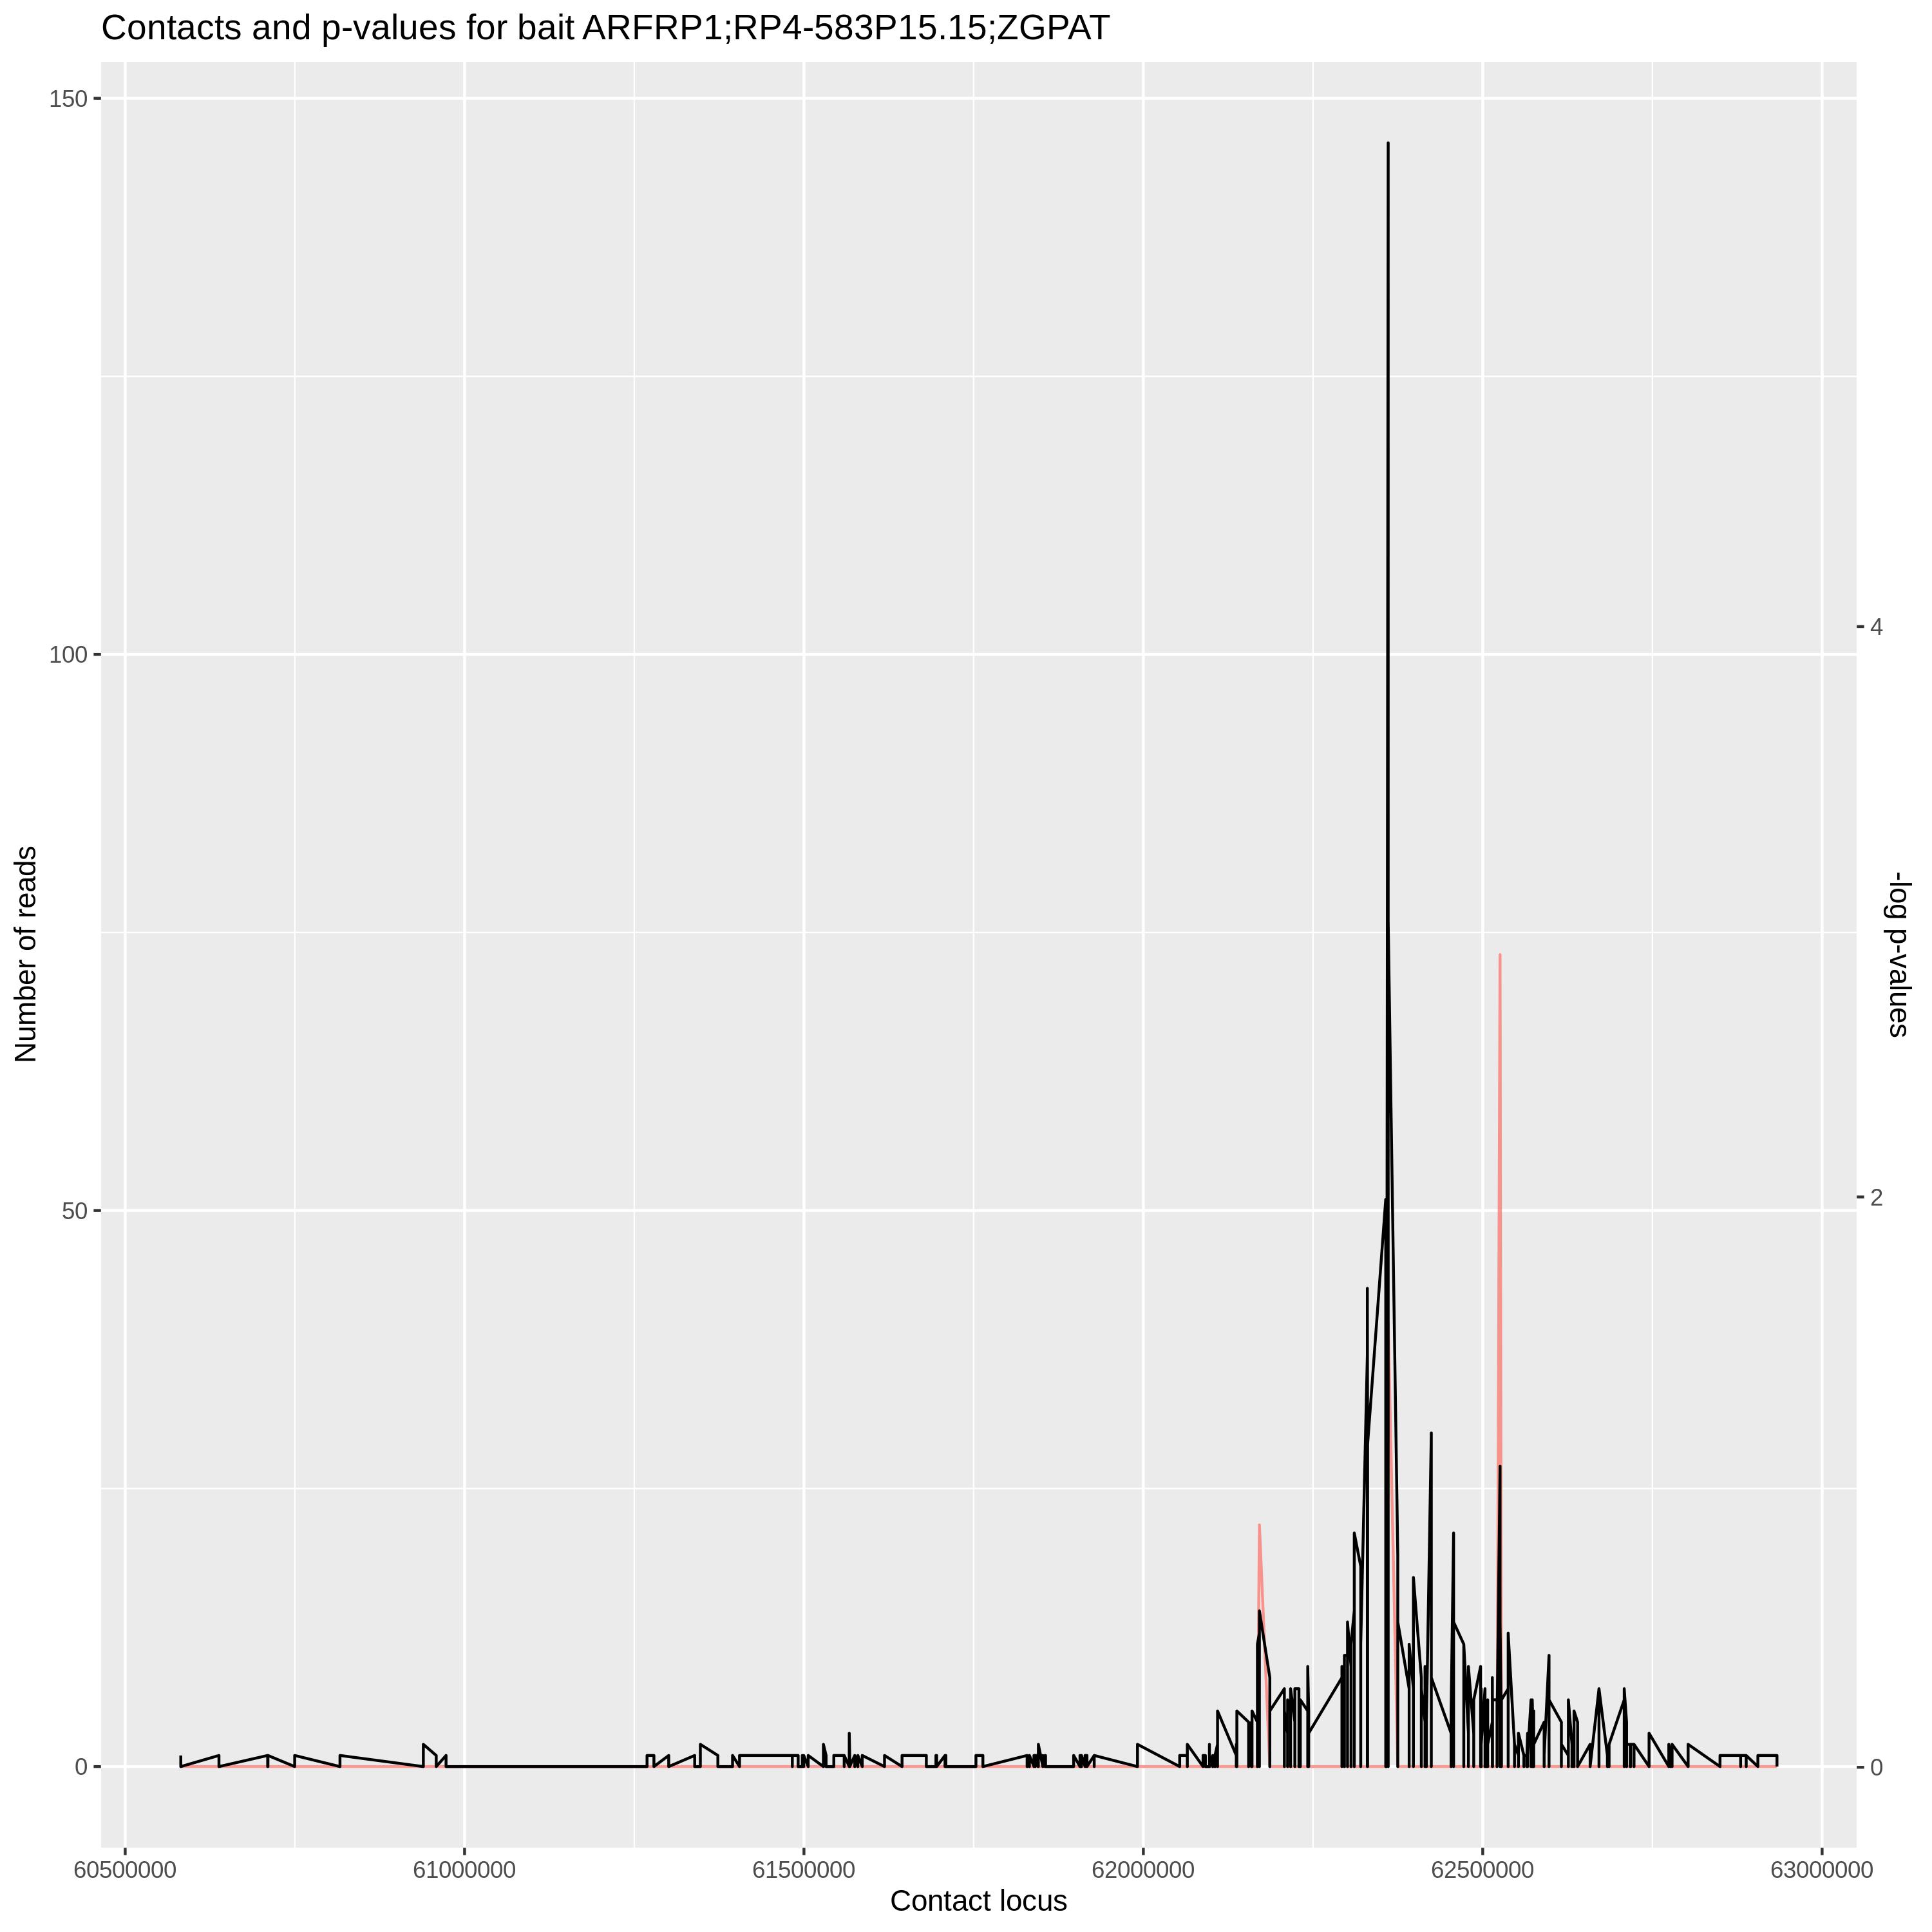 Contacts and p-values for bait ARFRP1;RP4-583P15.15;ZGPAT
150
100
50
0
Number of reads
4
2
0
-log p-values
60500000 61000000 61500000 62000000 62500000 63000000
Contact locus